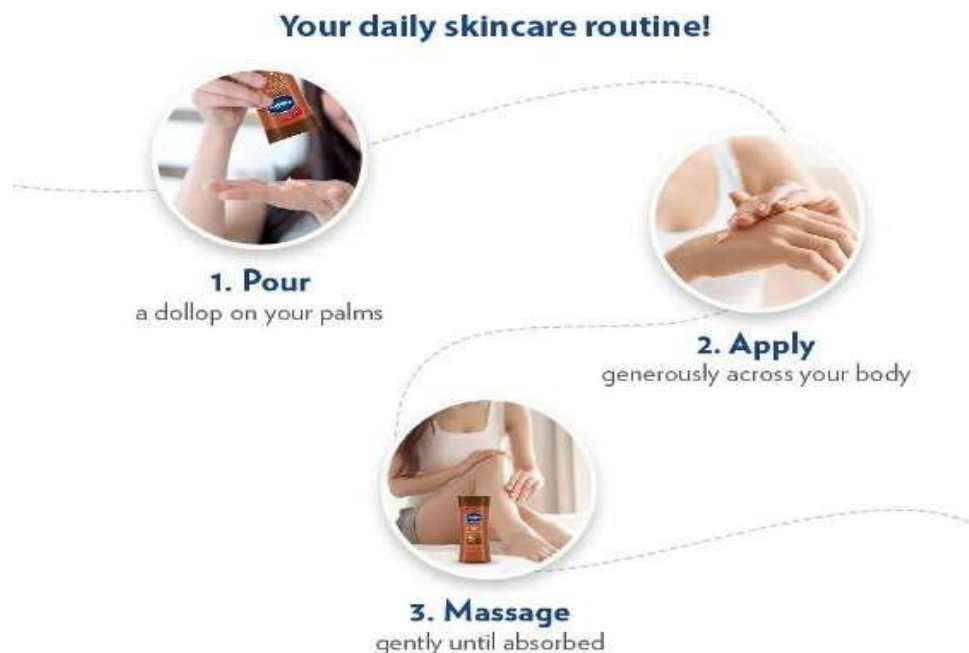 Your daily skincare routine!
1. Pour
a dollop on your palms
2. Apply
generously across your body
3. Massage
gently until absorbed